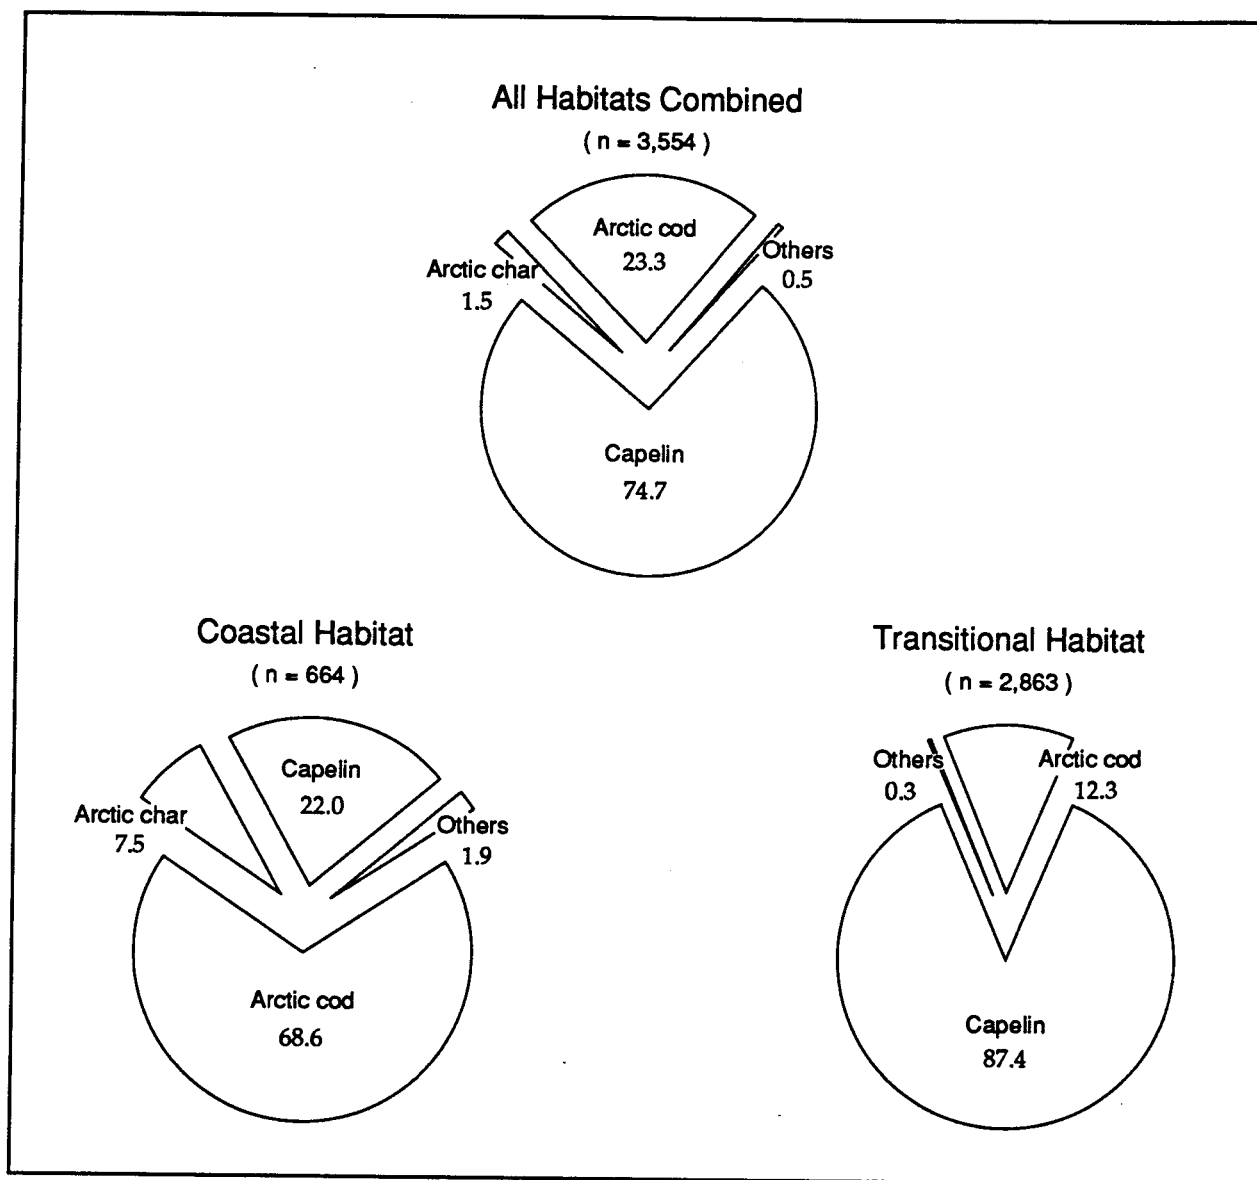 All Habitats Combined
( n = 3,554 )
Arctic cod
23.3
Others
0.5
Arctic char
1.5
Capelin
74.7
Coastal Habitat
( n = 664 )
Capelin
22.0
Arctic char
7.5
Others
1.9
Arctic cod
68.6
Transitional Habitat
( n = 2,863 )
Others
0.3
Arctic cod
12.3
Capelin
87.4